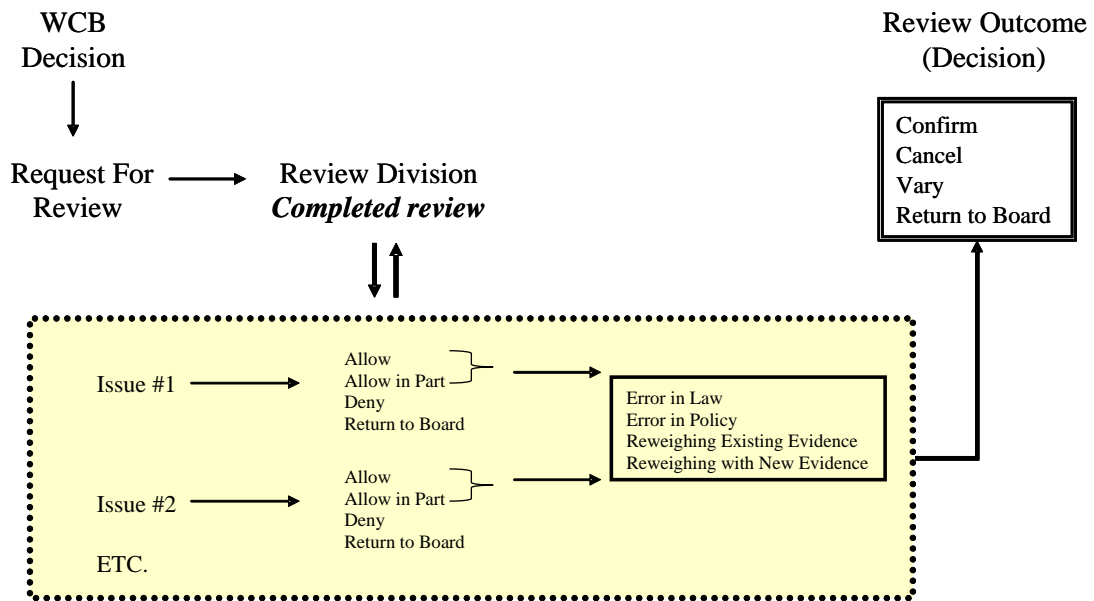 WCB
Decision
Request For
Review
Review Division
Completed review
Review Outcome
(Decision)
Confirm
Cancel
Vary
Return to Board
Issue #1
Allow
Allow in Part
Deny
Return to Board
Error in Law
Error in Policy
Reweighing Existing Evidence
Reweighing with New Evidence
Issue #2
Allow
Allow in Part
Deny
Return to Board
ETC.